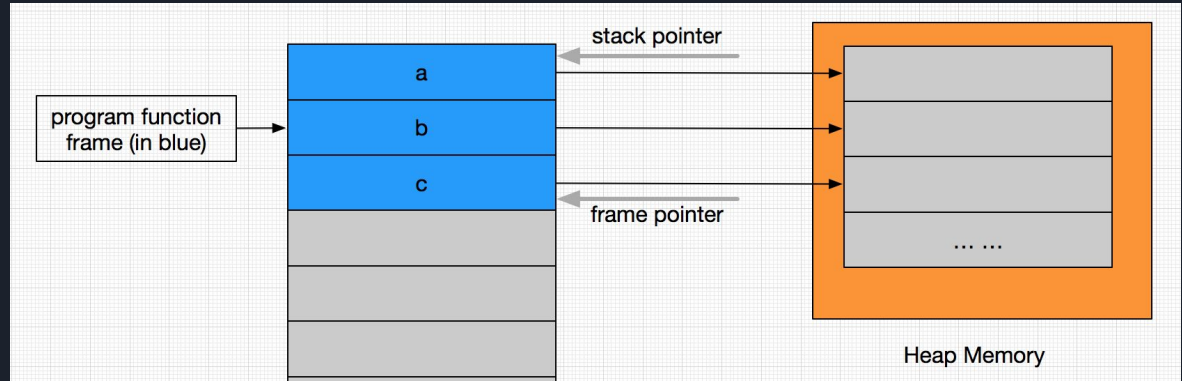 stack pointer
a
program function
frame (in blue)
b
c
frame pointer
... ...
Heap Memory